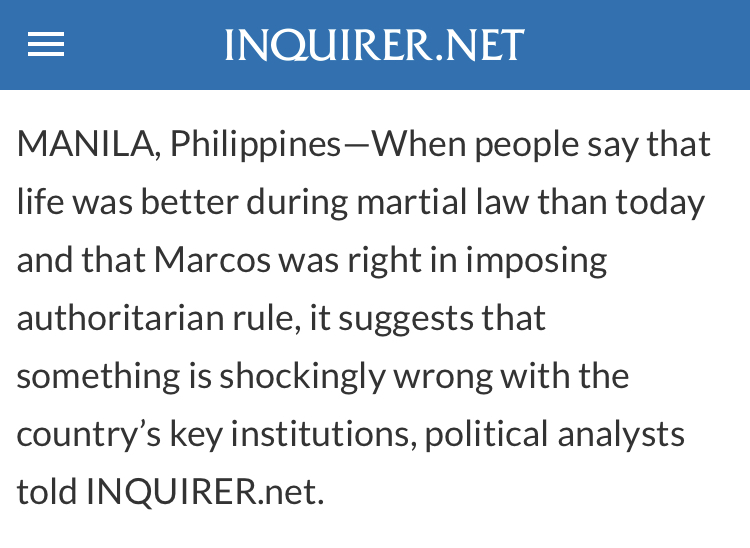 INQUIRER.NET
MANILA, Philippines—When people say that
life was better during martial law than today
and that Marcos was right in imposing
authoritarian rule, it suggests that
something is shockingly wrong with the
country’s key institutions, political analysts
told INQUIRER.net.